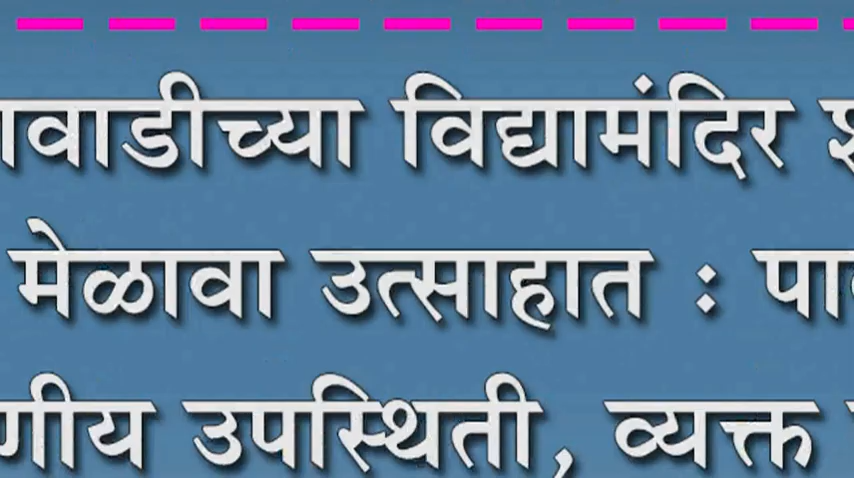 वाडीच्या विद्यामंदिर
मेळावा उत्साहात :
णीय उपस्थिती, व्यक्त